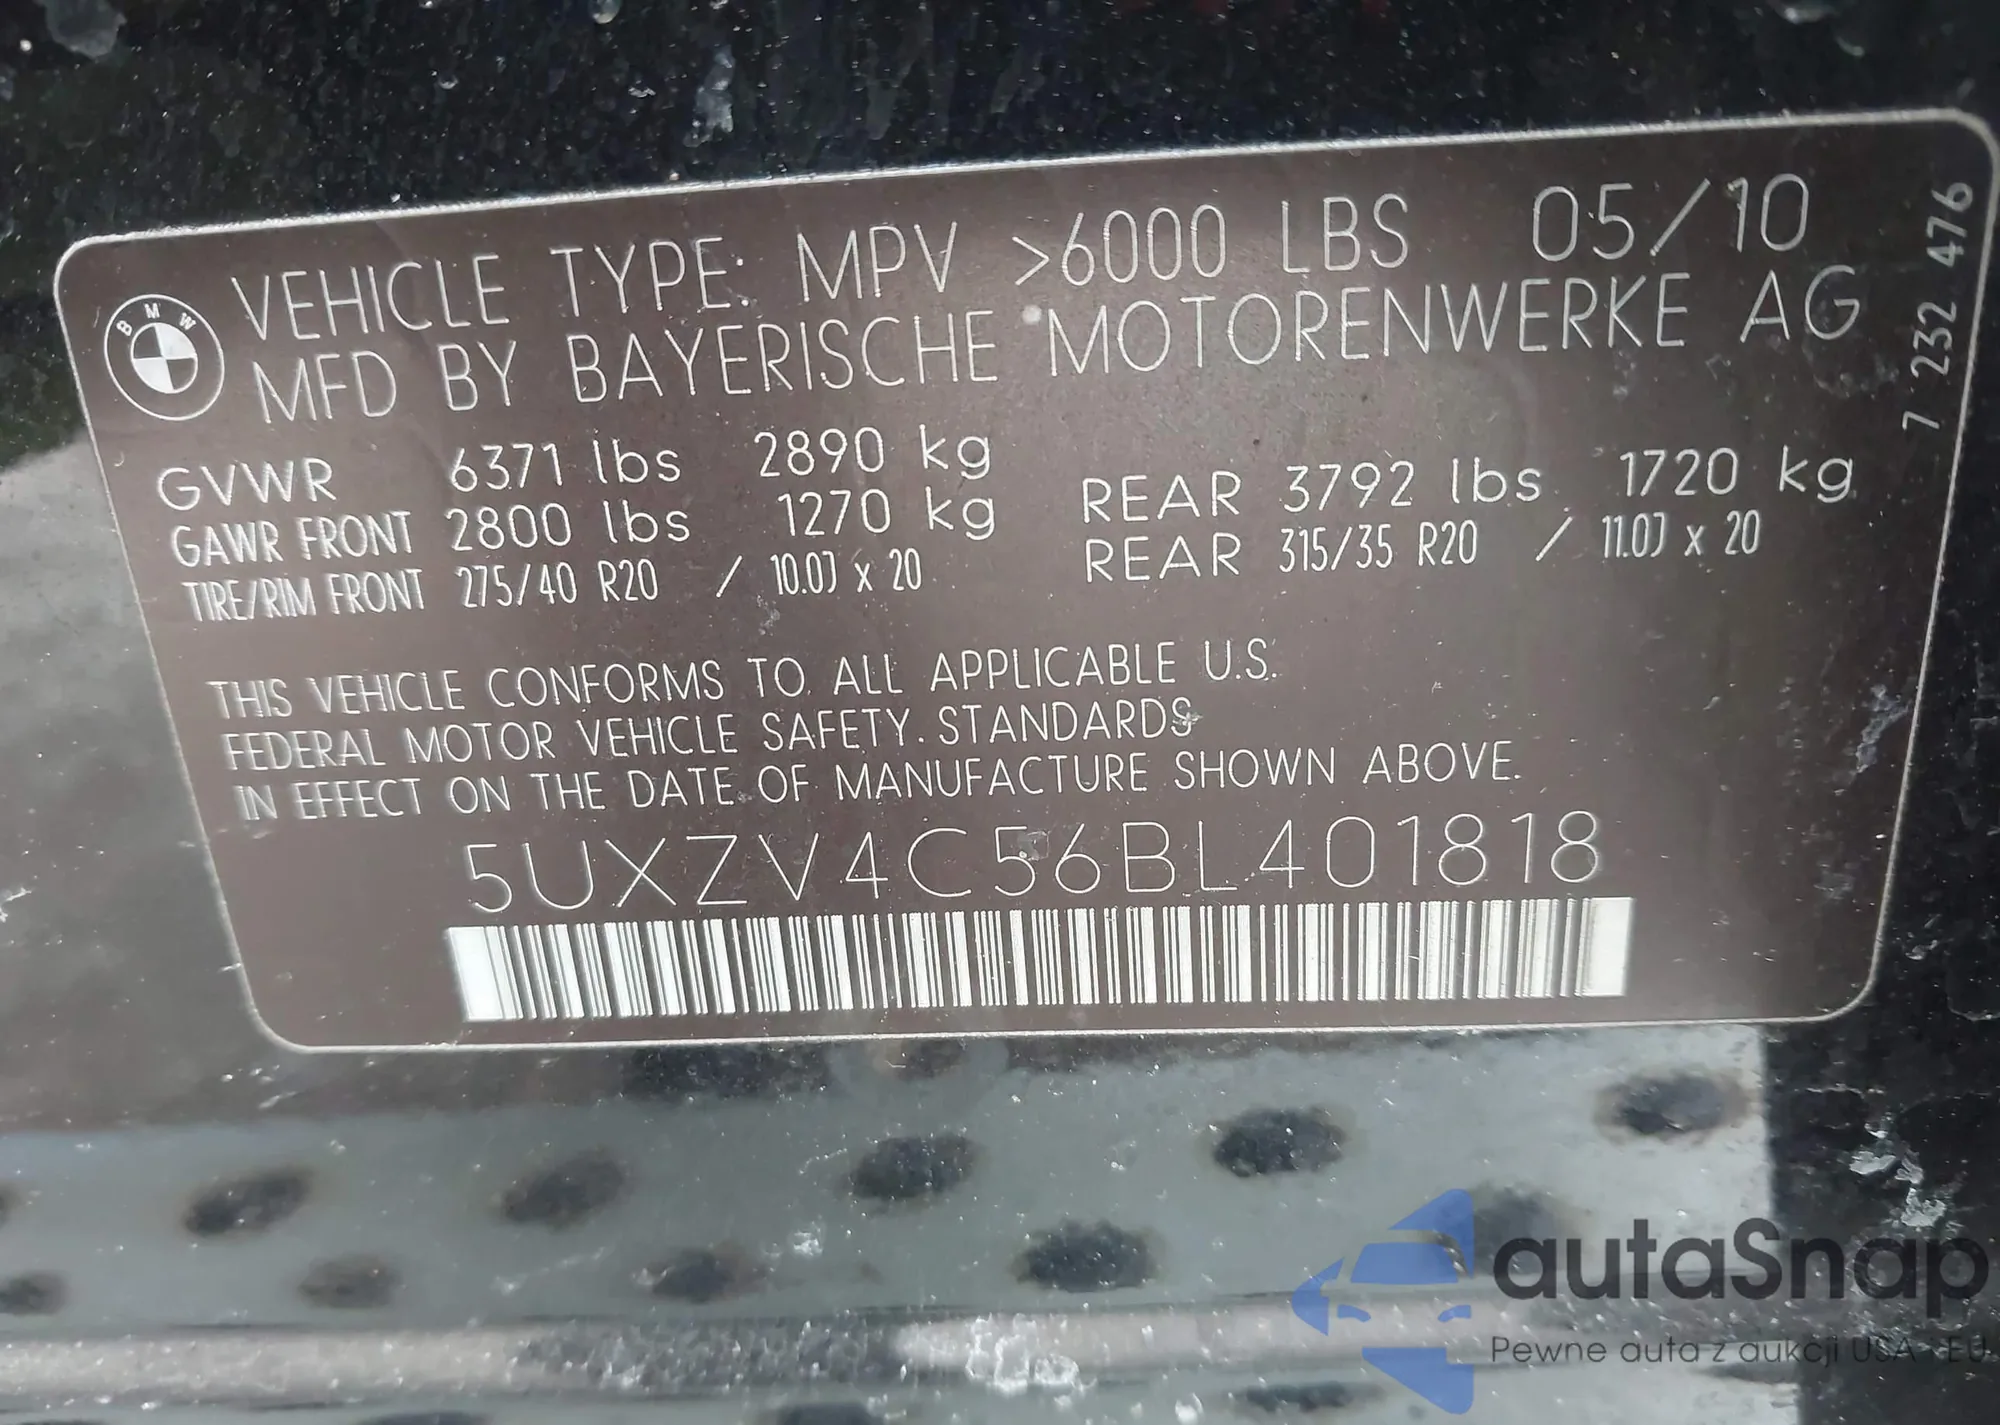 VEHICLE TYPE: MPV >6000 LBS 05/10
MFD BY BAYERISCHE MOTORENWERKE AG
7 232 476
BMW
GVWR 6371 lbs 2890 kg
GAWR FRONT 2800 lbs 1270 kg REAR 3792 lbs 1720 kg
TIRE/RIM FRONT 275/40 R20 / 10.0J x 20 REAR 315/35 R20 / 11.0J x 20
THIS VEHICLE CONFORMS TO ALL APPLICABLE U.S.
FEDERAL MOTOR VEHICLE SAFETY STANDARDS
IN EFFECT ON THE DATE OF MANUFACTURE SHOWN ABOVE.
5UXZV4C56BL401818
autaSnap
Pewne auta z aukcji USA i EU